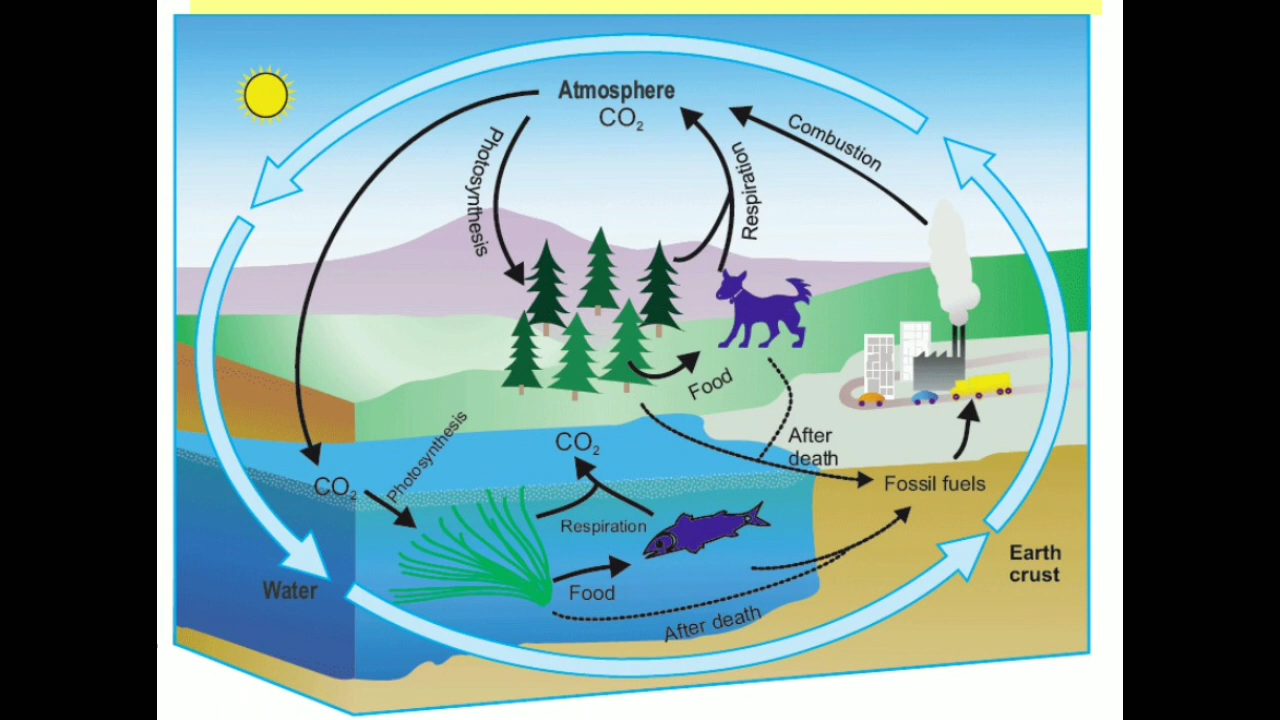 Atmosphere
CO₂
Combustion
Photosynthesis
Respiration
Food
After
death
CO₂
Photosynthesis
CO₂
Fossil fuels
Respiration
Food
After death
Water
Earth
crust